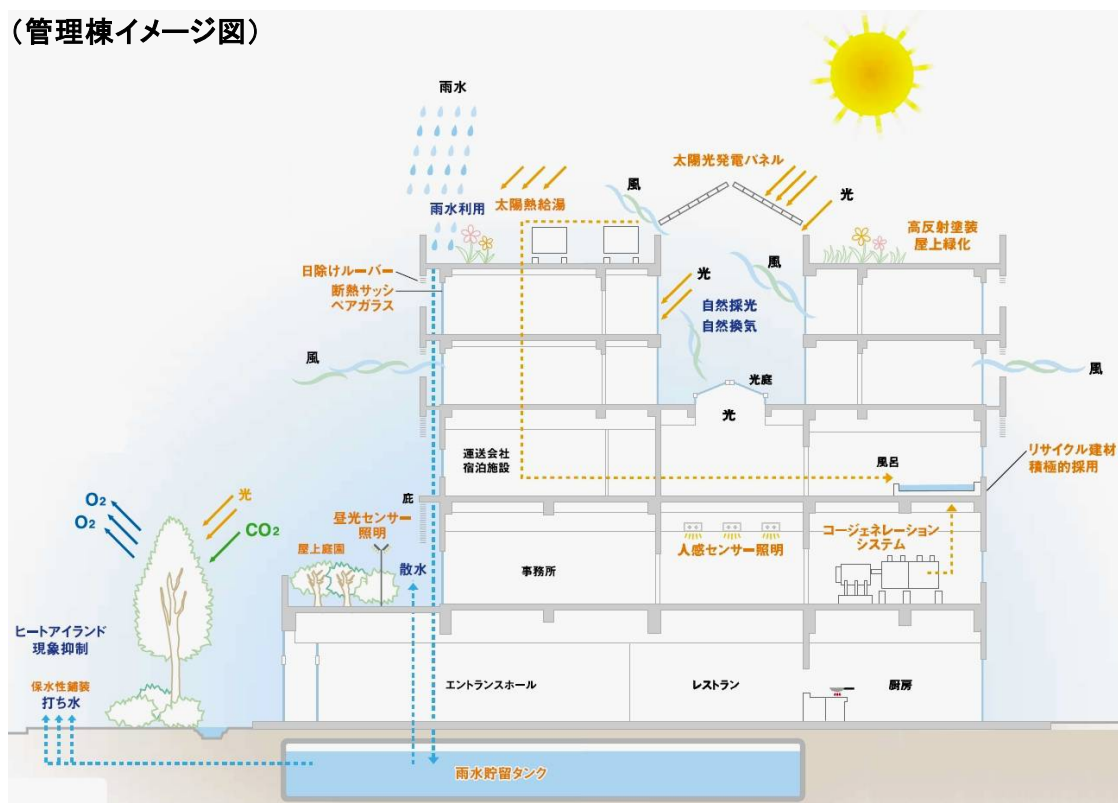 （管理棟イメージ図）
雨水
太陽光発電パネル
風
光
雨水利用
太陽熱給湯
高反射塗装
屋上緑化
日除けルーバー
断熱サッシ
ペアガラス
光
風
自然採光
自然換気
風
風
光庭
光
運送会社
宿泊施設
風呂
リサイクル建材
積極的採用
O2
O2
光
CO2
庇
昼光センサー
照明
屋上庭園
散水
事務所
人感センサー照明
コージェネレーション
システム
ヒートアイランド
現象抑制
保水性舗装
打ち水
エントランスホール
レストラン
厨房
雨水貯留タンク